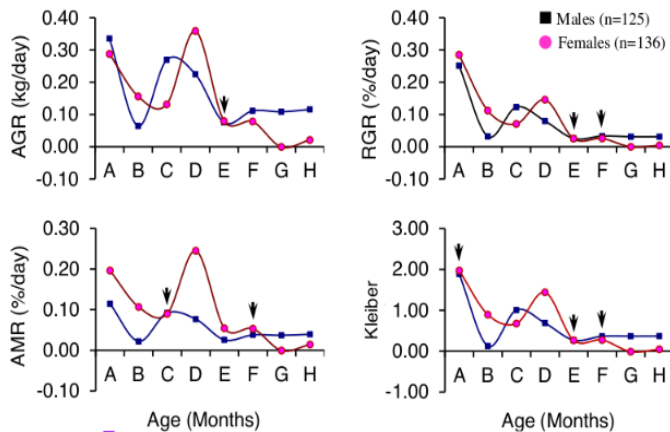 Males (n=125)
Females (n=136)
AGR (kg/day)
0.40
0.30
0.20
0.10
0.00
-0.10
A B C D E F G H
RGR (%/day)
0.40
0.30
0.20
0.10
0.00
-0.10
A B C D E F G H
AMR (%/day)
0.30
0.20
0.10
0.00
-0.10
A B C D E F G H
Age (Months)
Kleiber
3.00
2.00
1.00
0.00
-1.00
A B C D E F G H
Age (Months)